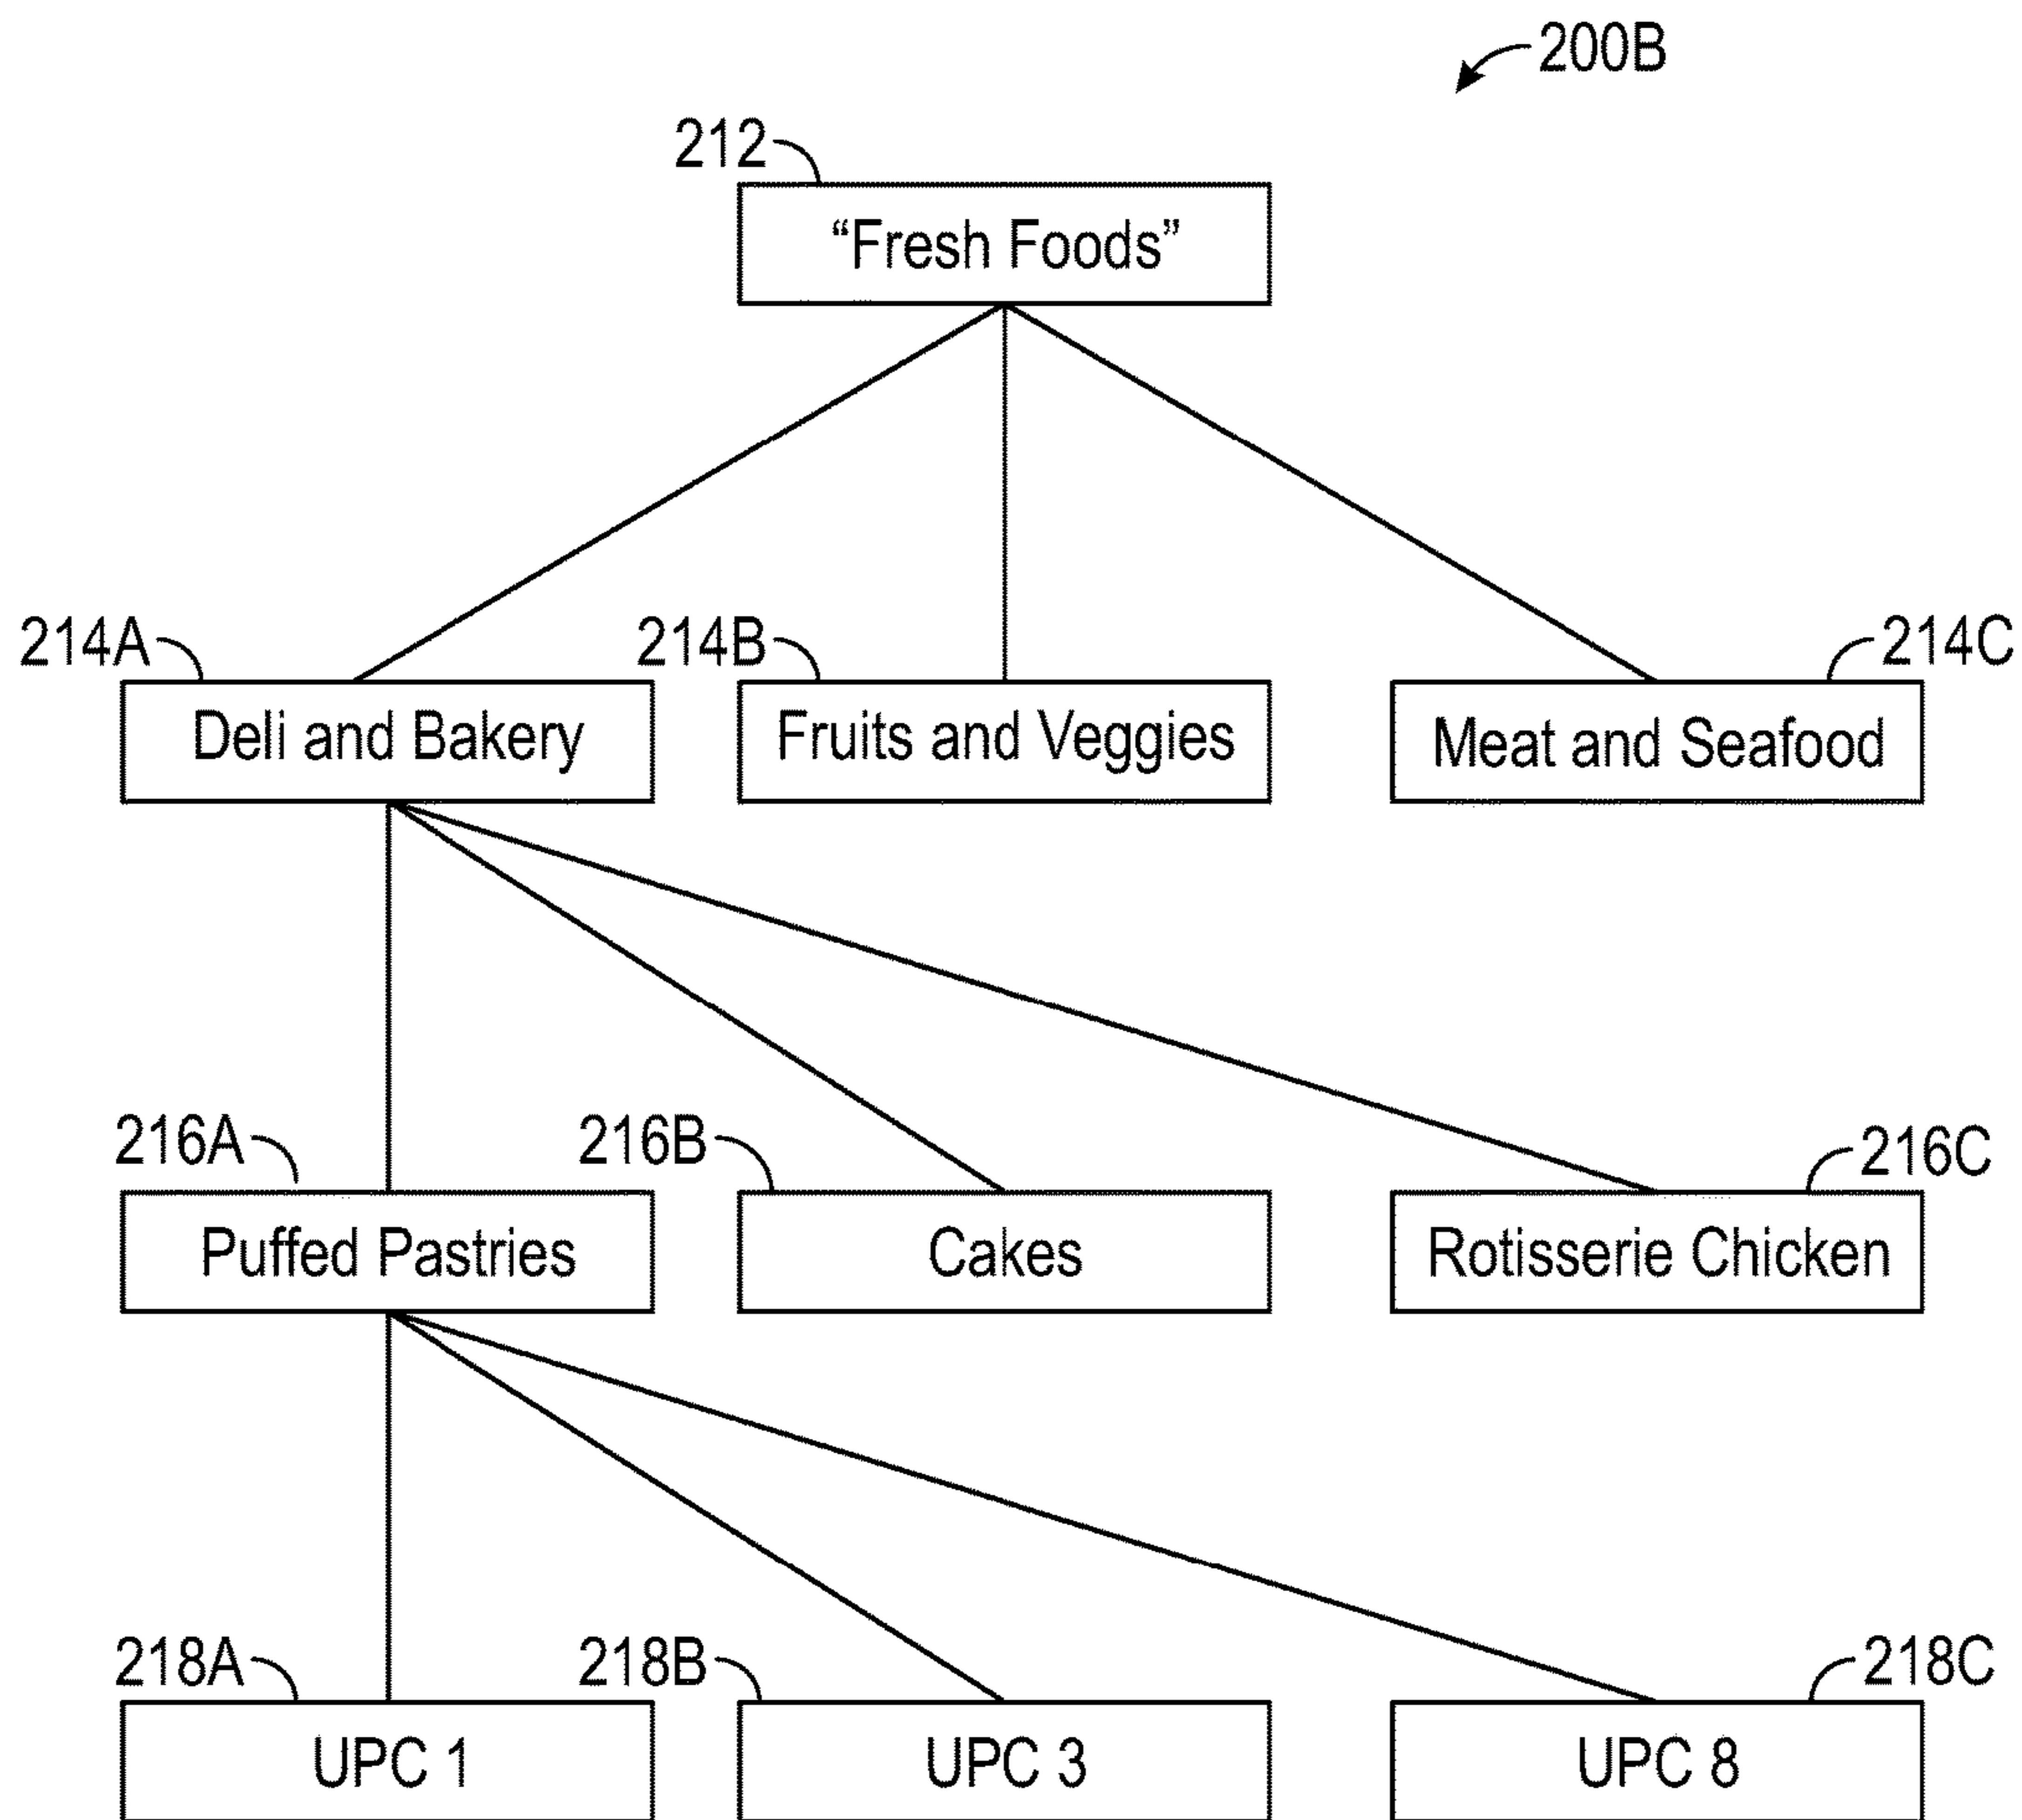 200B
212
“Fresh Foods”
214A
214B
214C
Deli and Bakery
Fruits and Veggies
Meat and Seafood
216A
216B
216C
Puffed Pastries
Cakes
Rotisserie Chicken
218A
218B
218C
UPC 1
UPC 3
UPC 8